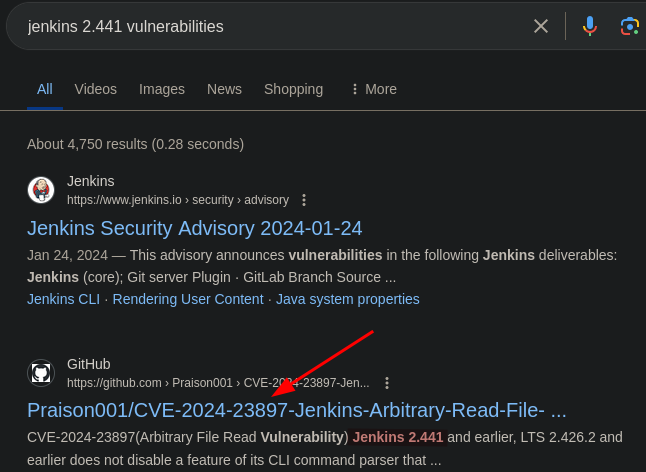 jenkins 2.441 vulnerabilities
All Videos Images News Shopping More
About 4,750 results (0.28 seconds)
Jenkins
https://www.jenkins.io › security › advisory
Jenkins Security Advisory 2024-01-24
Jan 24, 2024 — This advisory announces vulnerabilities in the following Jenkins deliverables:
Jenkins (core); Git server Plugin · GitLab Branch Source ...
Jenkins CLI · Rendering User Content · Java system properties
GitHub
https://github.com › Praison001 › CVE-2024-23897-Jen...
Praison001/CVE-2024-23897-Jenkins-Arbitrary-Read-File- ...
CVE-2024-23897(Arbitrary File Read Vulnerability) Jenkins 2.441 and earlier, LTS 2.426.2 and
earlier does not disable a feature of its CLI command parser that ...